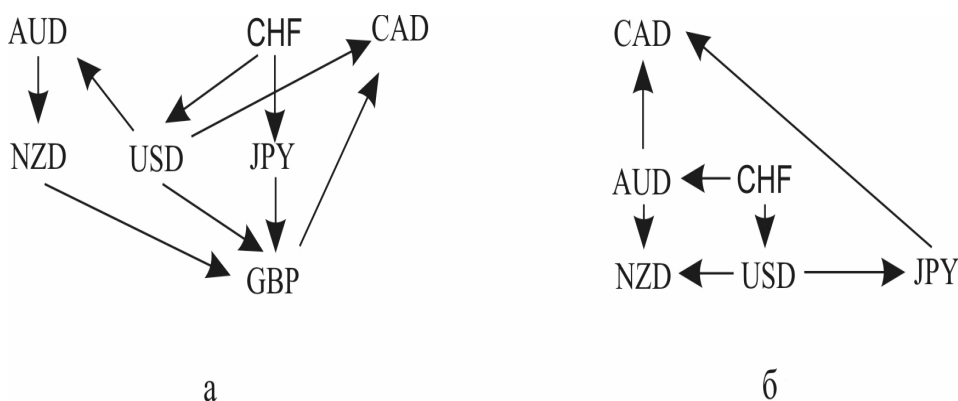 AUD CHF CAD
NZD USD JPY
GBP
а
CAD
AUD CHF
NZD USD JPY
б